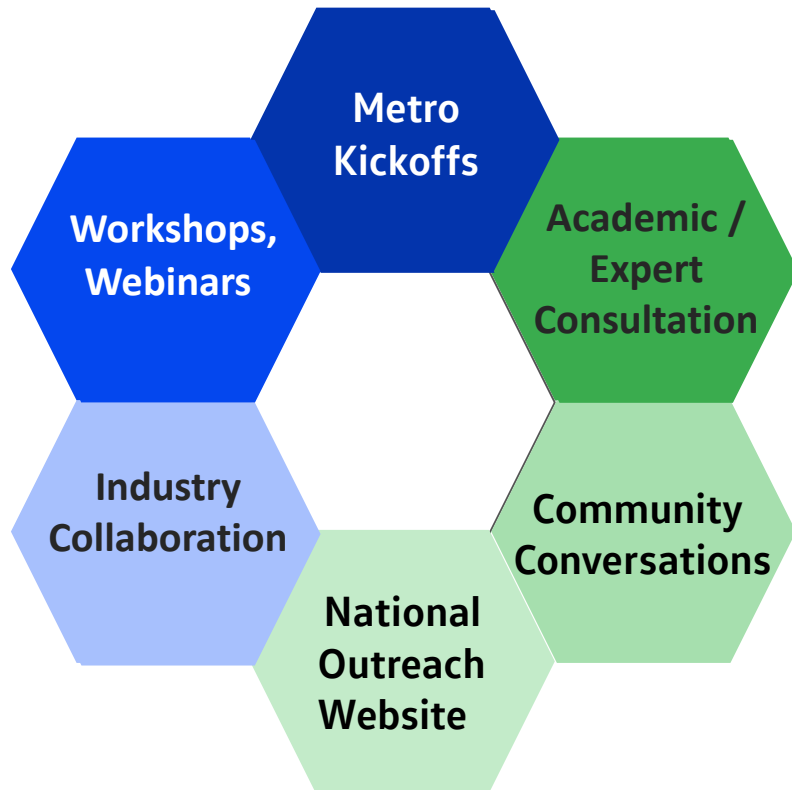 Metro
Kickoffs
Academic /
Expert
Consultation
Community
Conversations
National
Outreach
Website
Industry
Collaboration
Workshops,
Webinars